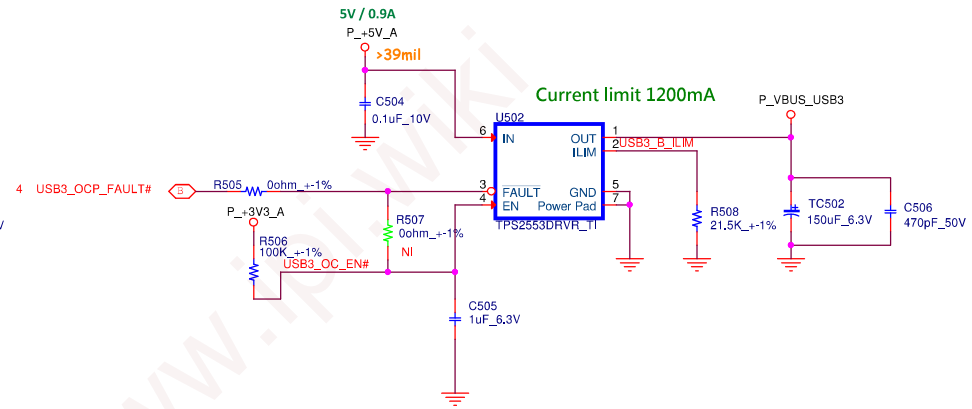 5V / 0.9A
P_+5V_A
>39mil
C504
0.1uF_10V
Current limit 1200mA
P_VBUS_USB3
U502
6
IN
OUT
1
ILIM
2
USB3_B_ILIM
4
USB3_OCP_FAULT#
B
R505
0ohm_+-1%
3
FAULT
4
EN
GND
5
Power Pad
7
TPS2553DRVR_TI
P_+3V3_A
R506
100K_+-1%
USB3_OC_EN#
R507
0ohm_+-1%
NI
R508
21.5K_+-1%
TC502
150uF_6.3V
C506
470pF_50V
C505
1uF_6.3V
www.ipi.wiki